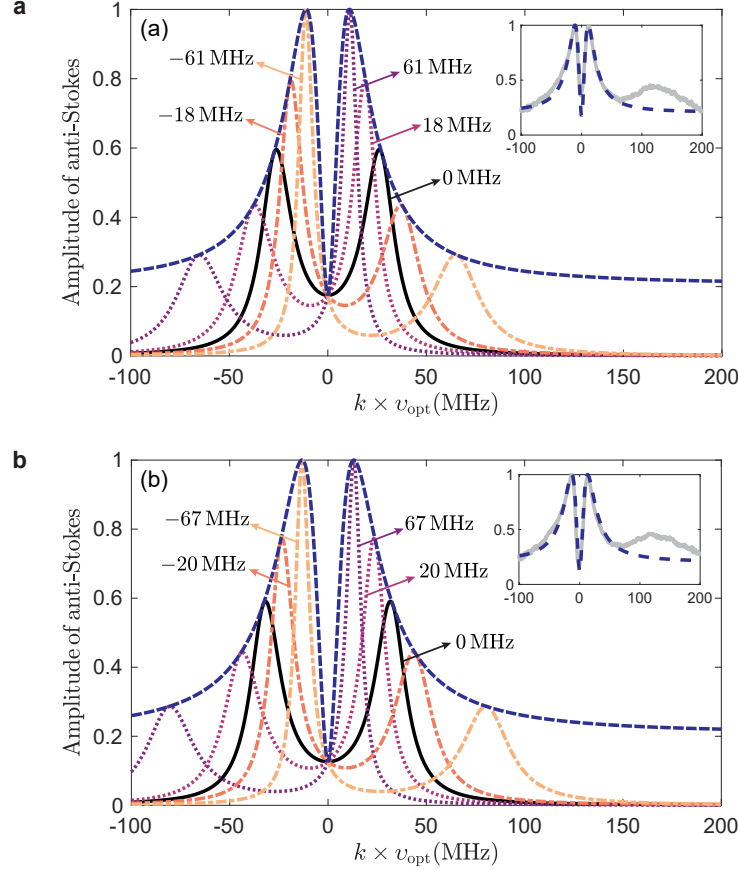 a
(a)
−61 MHz
−18 MHz
61 MHz
18 MHz
0 MHz
Amplitude of anti-Stokes
1
0.8
0.6
0.4
0.2
0
-100 -50 0 50 100 150 200
k × υopt(MHz)
1
0.5
0
-100 0 100 200
b
(b)
−67 MHz
−20 MHz
67 MHz
20 MHz
0 MHz
Amplitude of anti-Stokes
1
0.8
0.6
0.4
0.2
0
-100 -50 0 50 100 150 200
k × υopt(MHz)
1
0.5
0
-100 0 100 200